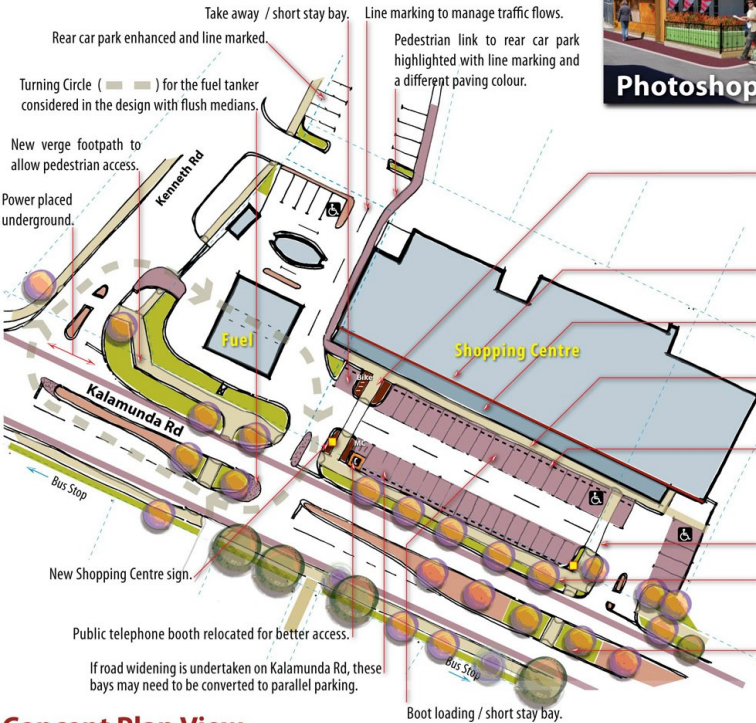 Take away / short stay bay.
Line marking to manage traffic flows.
Rear car park enhanced and line marked.
Pedestrian link to rear car park
highlighted with line marking and
a different paving colour.
Photoshop
Turning Circle ( ) for the fuel tanker
considered in the design with flush medians.
New verge footpath to
allow pedestrian access.
Kenneth Rd
Power placed
underground.
Fuel
Shopping Centre
Bike
Kalamunda Rd
MC
Bus Stop
New Shopping Centre sign.
Public telephone booth relocated for better access.
If road widening is undertaken on Kalamunda Rd, these
bays may need to be converted to parallel parking.
Bus Stop
Boot loading / short stay bay.
Concept Plan View